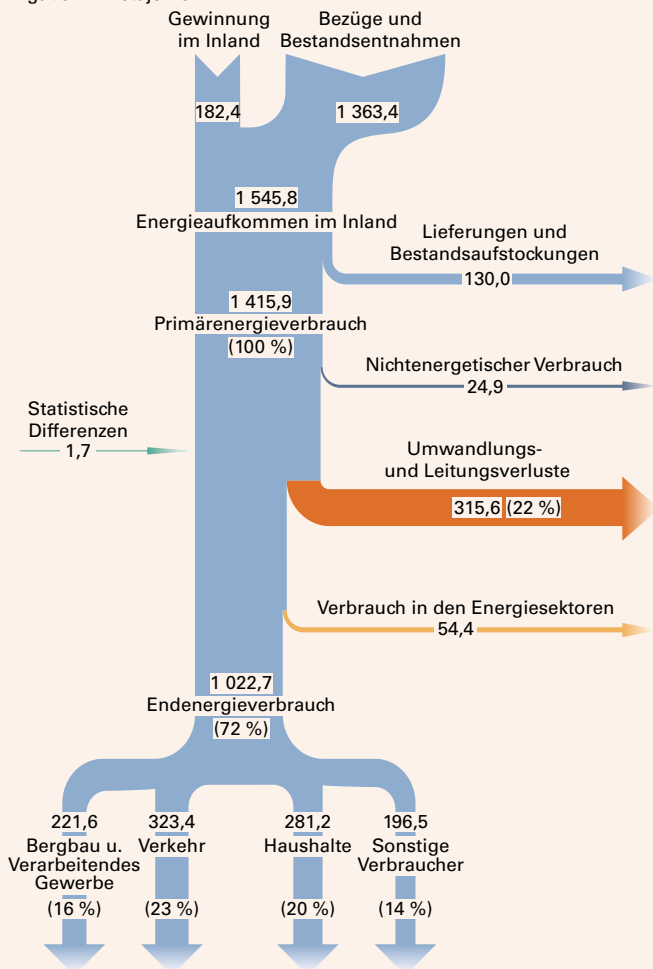 Gewinnung
im Inland
Bezüge und
Bestandsentnahmen
182,4
1 363,4
1 545,8
Energieaufkommen im Inland
Lieferungen und
Bestandsaufstockungen
130,0
1 415,9
Primärenergieverbrauch
(100 %)
Nichtenergetischer Verbrauch
24,9
Statistische
Differenzen
1,7
Umwandlungs-
und Leitungsverluste
315,6 (22 %)
Verbrauch in den Energiesektoren
54,4
1 022,7
Endenergieverbrauch
(72 %)
221,6
Bergbau u.
Verarbeitendes
Gewerbe
(16 %)
323,4
Verkehr
(23 %)
281,2
Haushalte
(20 %)
196,5
Sonstige
Verbraucher
(14 %)